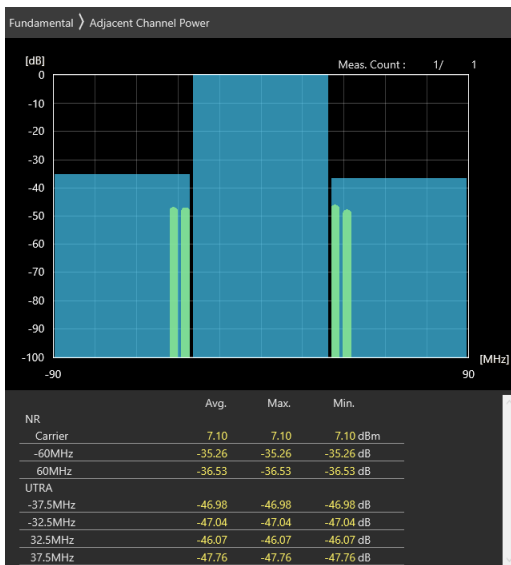 Fundamental 〉 Adjacent Channel Power
[dB]
Meas. Count : 1/ 1
0
-10
-20
-30
-40
-50
-60
-70
-80
-90
-100
[MHz]
-90 90
Avg. Max. Min.
NR
Carrier 7.10 7.10 7.10 dBm
-60MHz -35.26 -35.26 -35.26 dB
60MHz -36.53 -36.53 -36.53 dB
UTRA
-37.5MHz -46.98 -46.98 -46.98 dB
-32.5MHz -47.04 -47.04 -47.04 dB
32.5MHz -46.07 -46.07 -46.07 dB
37.5MHz -47.76 -47.76 -47.76 dB